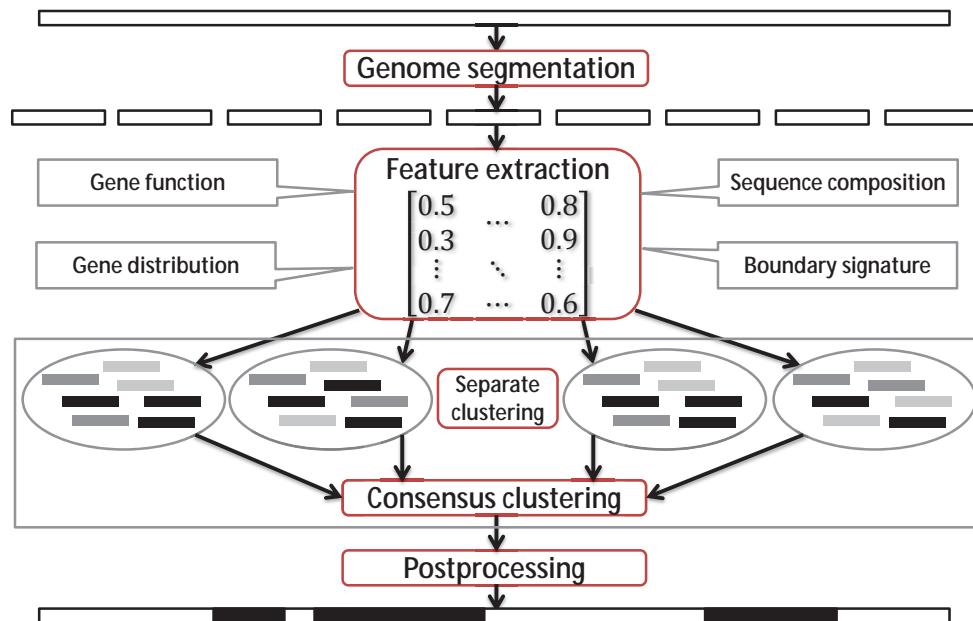 Genome segmentation
Feature extraction
Gene function
Sequence composition
0.5 ... 0.8
0.3 0.9
Gene distribution
Boundary signature
⋮ ⋱ ⋮
0.7 ... 0.6
Separate
clustering
Consensus clustering
Postprocessing